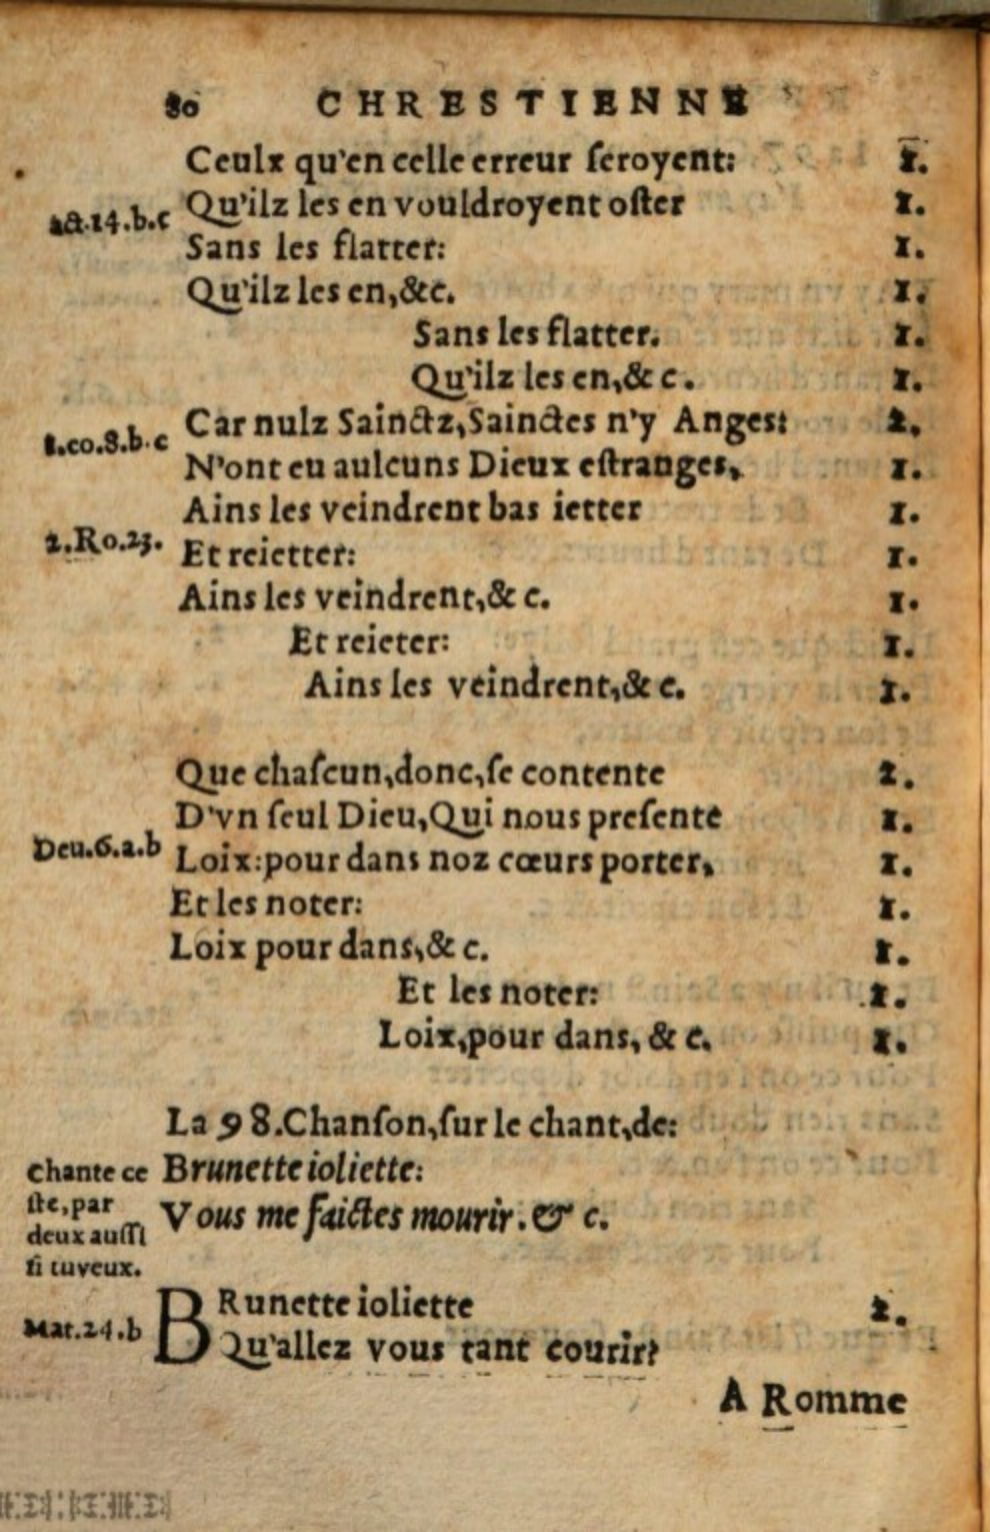 80 CHRESTIENNE
Ceulx qu'en celle erreur ſeroyent: 1.
act.14.b.c Qu'ilz les en vouldroyent oſter 1.
Sans les flatter: 1.
Qu'ilz les en,&c. 1.
Sans les flatter. 1.
Qu'ilz les en,& c. 1.
1.co.8.b.c Car nulz Sainctz,Sainctes n'y Anges: 2.
N'ont eu aulcuns Dieux eſtranges, 1.
Ains les veindrent bas ietter 1.
2.Ro.23. Et reietter: 1.
Ains les veindrent,& c. 1.
Et reieter: 1.
Ains les veindrent,& c. 1.
Que chaſcun,donc,ſe contente 2.
D'vn ſeul Dieu,Qui nous preſente 1.
Deu.6.a.b Loix:pour dans noz cœurs porter, 1.
Et les noter: 1.
Loix pour dans,& c. 1.
Et les noter: 1.
Loix,pour dans, & c. 1.
La 98.Chanſon,ſur le chant,de:
Brunette ioliette:
Vous me faictes mourir. & c.
Chante ce
ſte,par
deux auſſi
ſi tuveux.
BRunette ioliette 2.
Mat.24.b Qu'allez vous tant courir?
A Romme